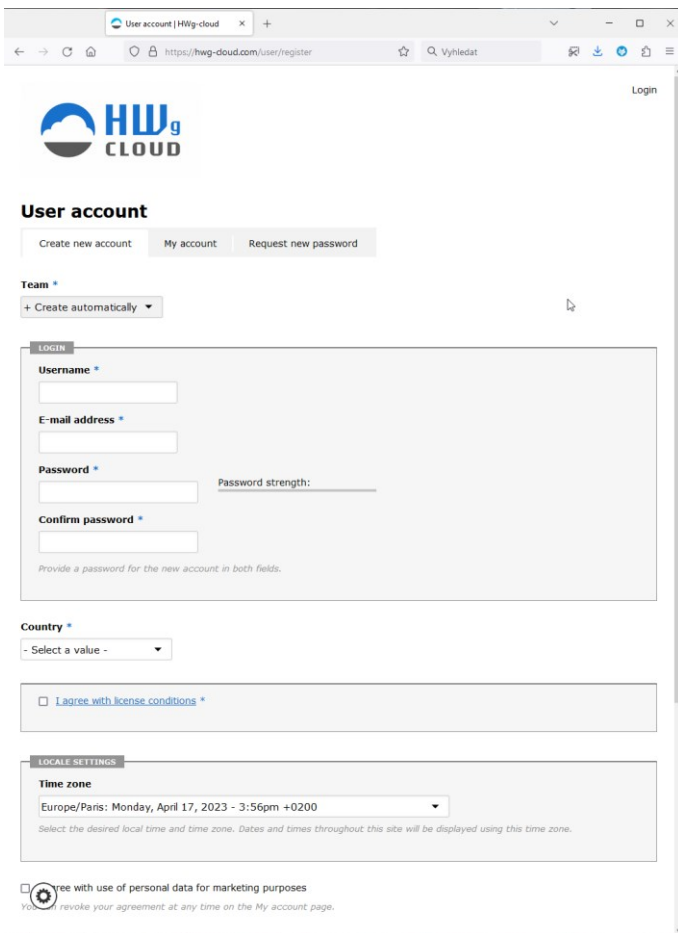 User account | HWg-cloud
https://hwg-cloud.com/user/register
Vyhledat
Login
HWg
CLOUD
User account
Create new account
My account
Request new password
Team *
+ Create automatically
LOGIN
Username *
E-mail address *
Password *
Password strength:
Confirm password *
Provide a password for the new account in both fields.
Country *
- Select a value -
I agree with license conditions *
LOCALE SETTINGS
Time zone
Europe/Paris: Monday, April 17, 2023 - 3:56pm +0200
Select the desired local time and time zone. Dates and times throughout this site will be displayed using this time zone.
ree with use of personal data for marketing purposes
revoke your agreement at any time on the My account page.